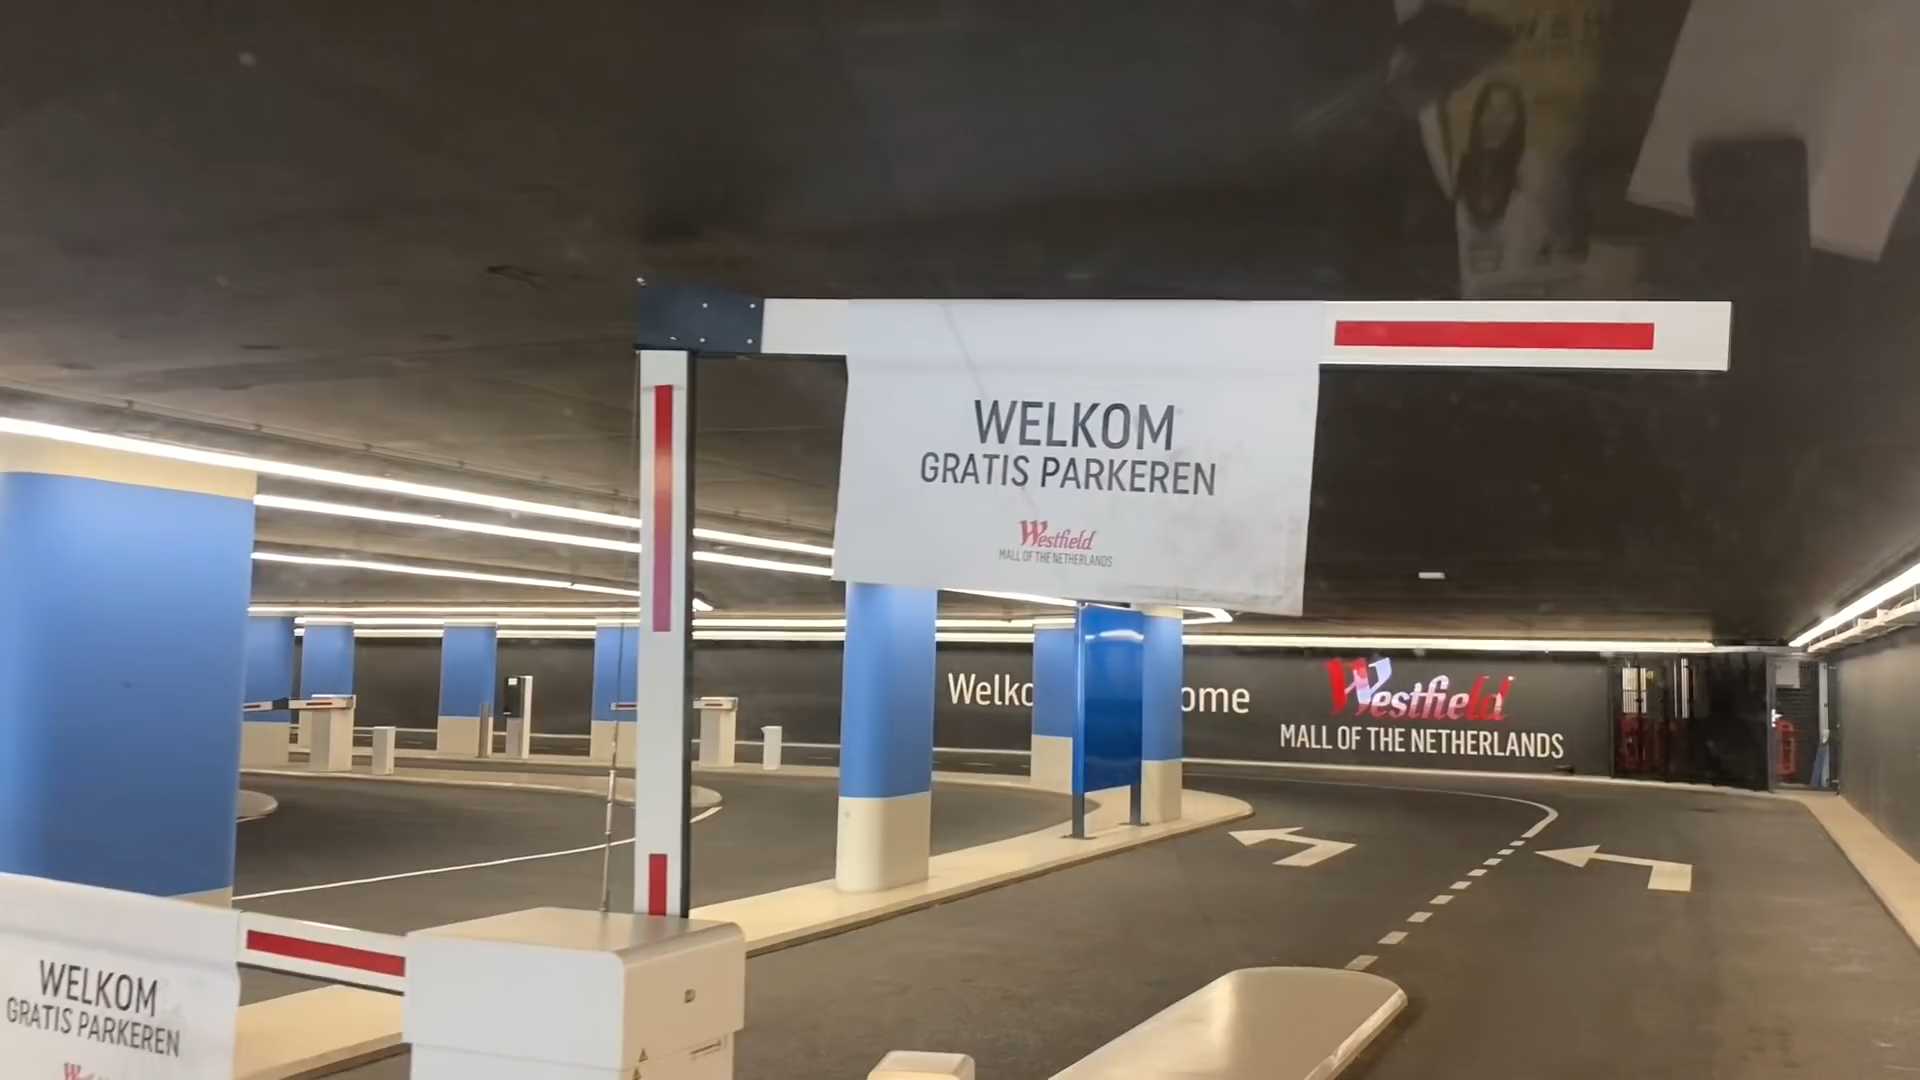 WELKOM
GRATIS PARKEREN
Westfield
MALL OF THE NETHERLANDS
Welko
ome
Westfield
MALL OF THE NETHERLANDS
WELKOM
GRATIS PARKEREN